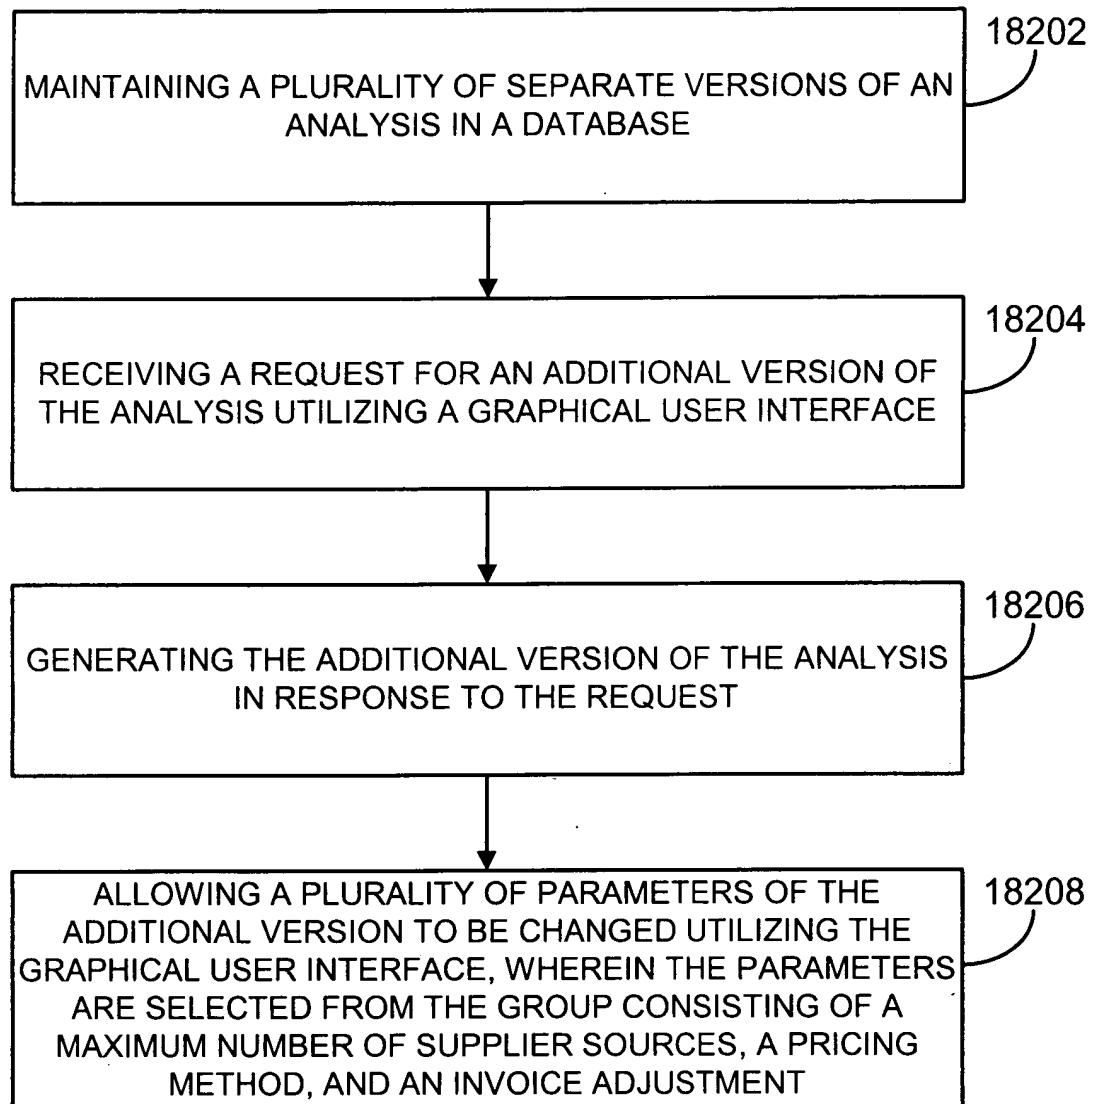 18202
MAINTAINING A PLURALITY OF SEPARATE VERSIONS OF AN
ANALYSIS IN A DATABASE
18204
RECEIVING A REQUEST FOR AN ADDITIONAL VERSION OF
THE ANALYSIS UTILIZING A GRAPHICAL USER INTERFACE
18206
GENERATING THE ADDITIONAL VERSION OF THE ANALYSIS
IN RESPONSE TO THE REQUEST
18208
ALLOWING A PLURALITY OF PARAMETERS OF THE
ADDITIONAL VERSION TO BE CHANGED UTILIZING THE
GRAPHICAL USER INTERFACE, WHEREIN THE PARAMETERS
ARE SELECTED FROM THE GROUP CONSISTING OF A
MAXIMUM NUMBER OF SUPPLIER SOURCES, A PRICING
METHOD, AND AN INVOICE ADJUSTMENT